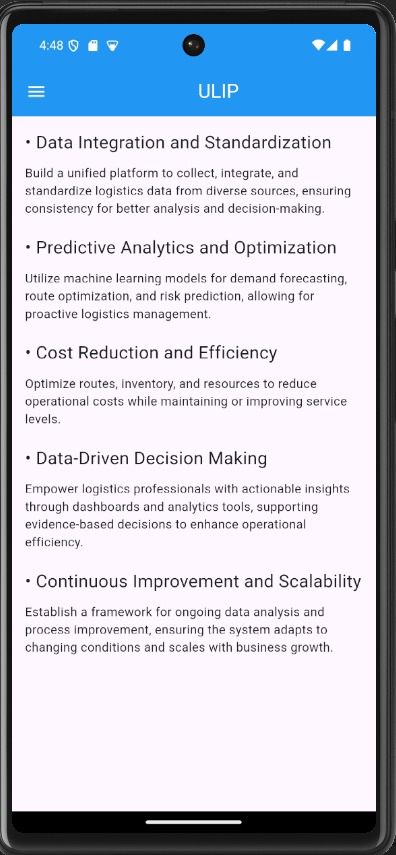 4:48
ULIP
• Data Integration and Standardization
Build a unified platform to collect, integrate, and
standardize logistics data from diverse sources, ensuring
consistency for better analysis and decision-making.
• Predictive Analytics and Optimization
Utilize machine learning models for demand forecasting,
route optimization, and risk prediction, allowing for
proactive logistics management.
• Cost Reduction and Efficiency
Optimize routes, inventory, and resources to reduce
operational costs while maintaining or improving service
levels.
• Data-Driven Decision Making
Empower logistics professionals with actionable insights
through dashboards and analytics tools, supporting
evidence-based decisions to enhance operational
efficiency.
• Continuous Improvement and Scalability
Establish a framework for ongoing data analysis and
process improvement, ensuring the system adapts to
changing conditions and scales with business growth.